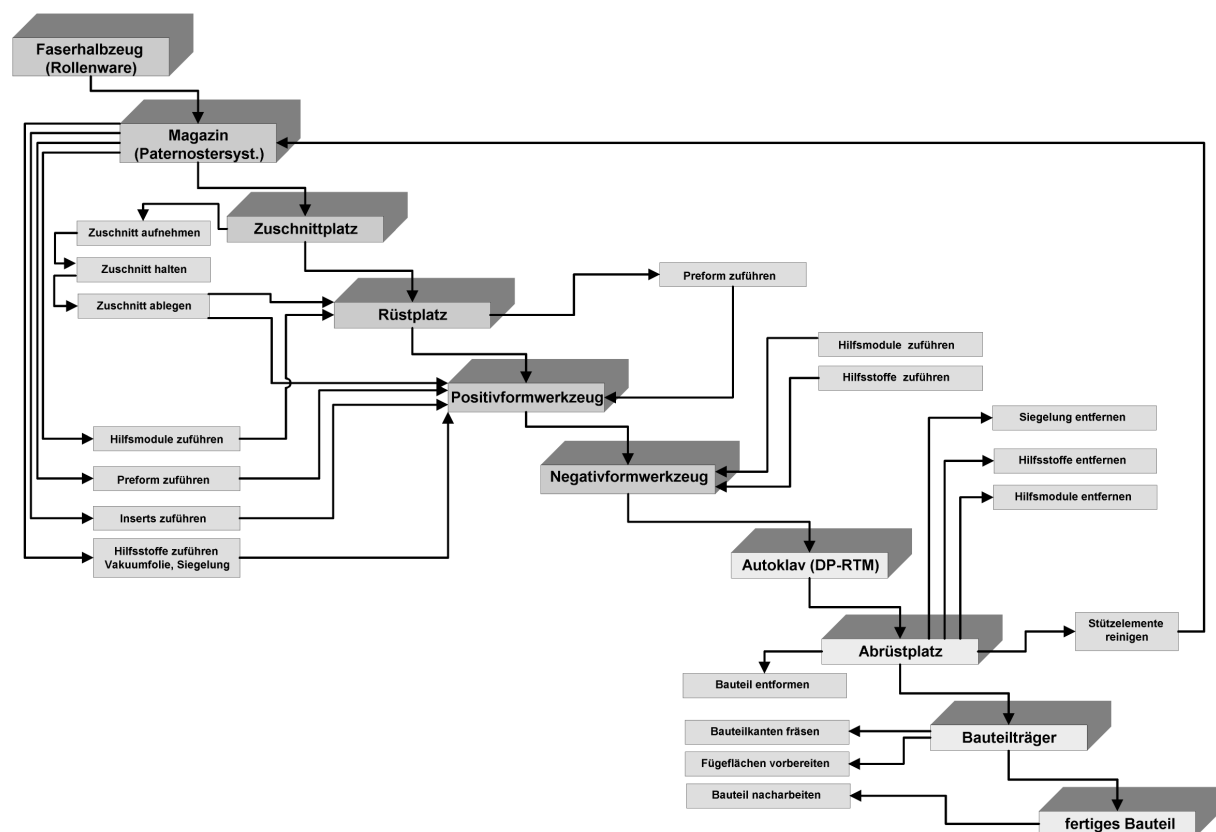 Faserhalbzeug
(Rollenware)
Magazin
(Paternostersyst.)
Zuschnittplatz
Zuschnitt aufnehmen
Zuschnitt halten
Zuschnitt ablegen
Rüstplatz
Preform zuführen
Hilfsmodule zuführen
Hilfsstoffe zuführen
Positivformwerkzeug
Siegelung entfernen
Hilfsmodule zuführen
Hilfsstoffe entfernen
Preform zuführen
Negativformwerkzeug
Hilfsmodule entfernen
Inserts zuführen
Hilfsstoffe zuführen
Vakuumfolie, Siegelung
Autoklav (DP-RTM)
Stützelemente
reinigen
Abrüstplatz
Bauteil entformen
Bauteilkanten fräsen
Bauteilträger
Fügeflächen vorbereiten
Bauteil nacharbeiten
fertiges Bauteil